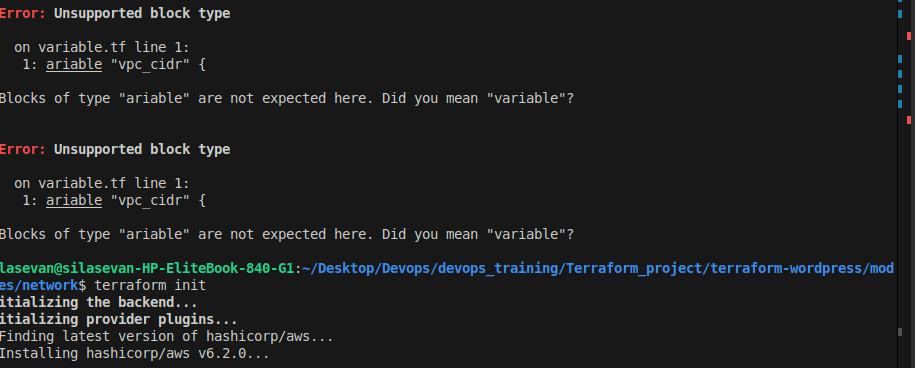 Error: Unsupported block type
on variable.tf line 1:
1: ariable "vpc_cidr" {
Blocks of type "ariable" are not expected here. Did you mean "variable"?
Error: Unsupported block type
on variable.tf line 1:
1: ariable "vpc_cidr" {
Blocks of type "ariable" are not expected here. Did you mean "variable"?
lasevan@silasevan-HP-EliteBook-840-G1:~/Desktop/Devops/devops_training/Terraform_project/terraform-wordpress/mod
es/network$ terraform init
itializing the backend...
itializing provider plugins...
Finding latest version of hashicorp/aws...
Installing hashicorp/aws v6.2.0...